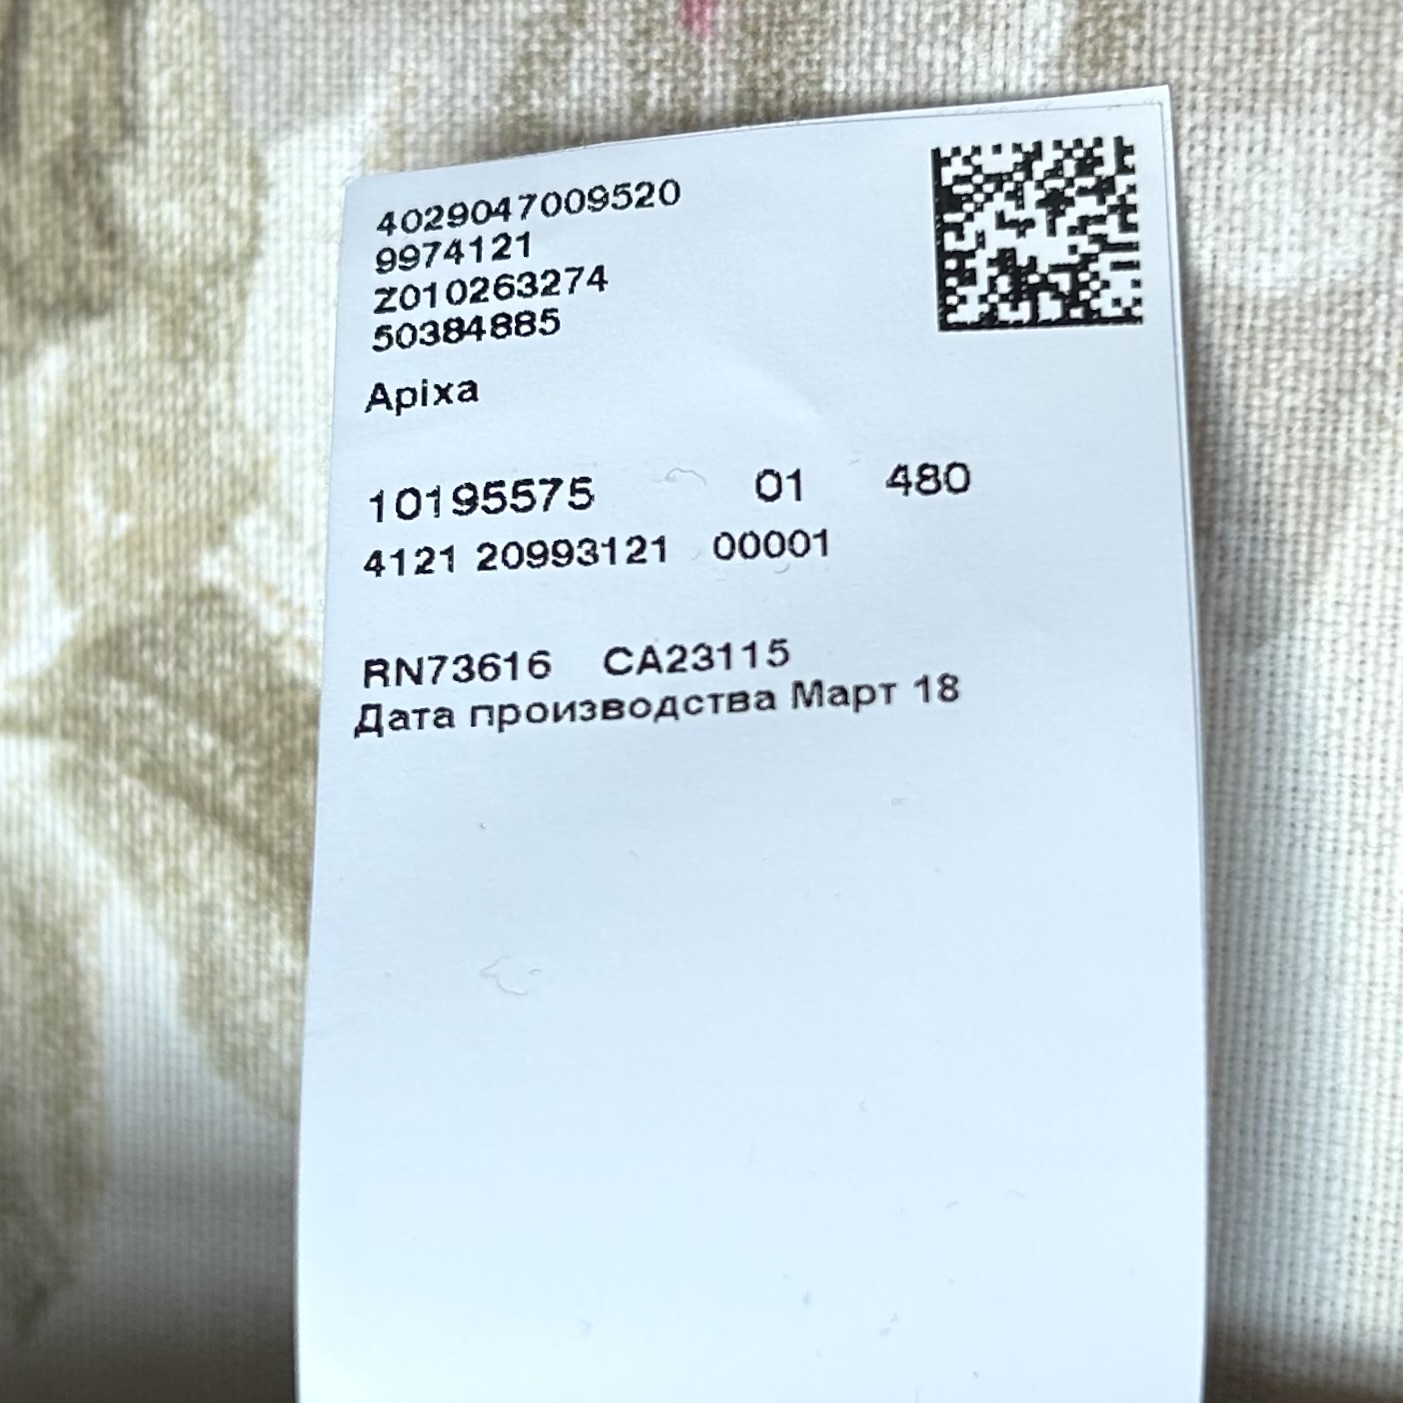 4029047009520
9974121
Z010263274
50384885
Apixa
10195575 01 480
4121 20993121 00001
RN73616 CA23115
Дата производства Март 18